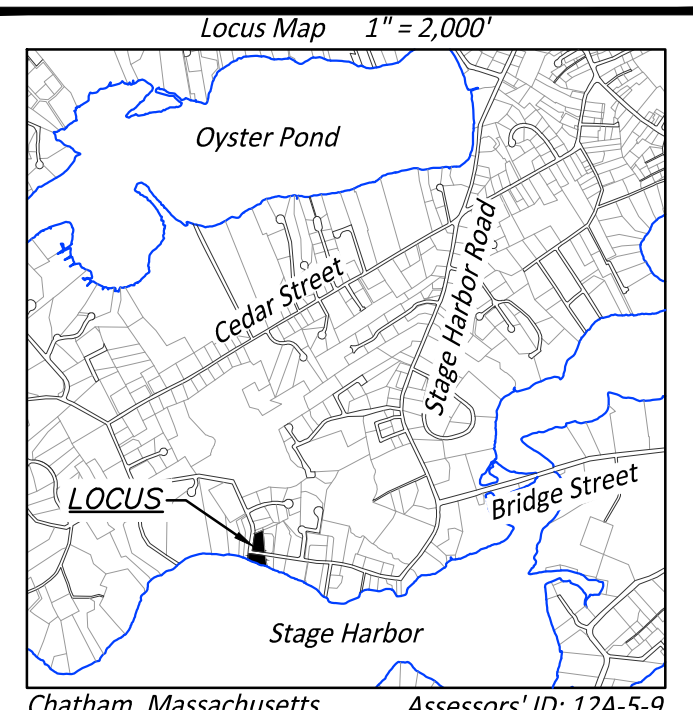 Locus Map 1" = 2,000'
Oyster Pond
Cedar Street
Stage Harbor Road
LOCUS
Bridge Street
Stage Harbor
Chatham, Massachusetts Assessors' ID: 12A-5-9